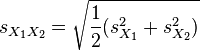 s_{X_1X_2} = \sqrt{\frac{1}{2}(s_{X_1}^2 + s_{X_2}^2)}